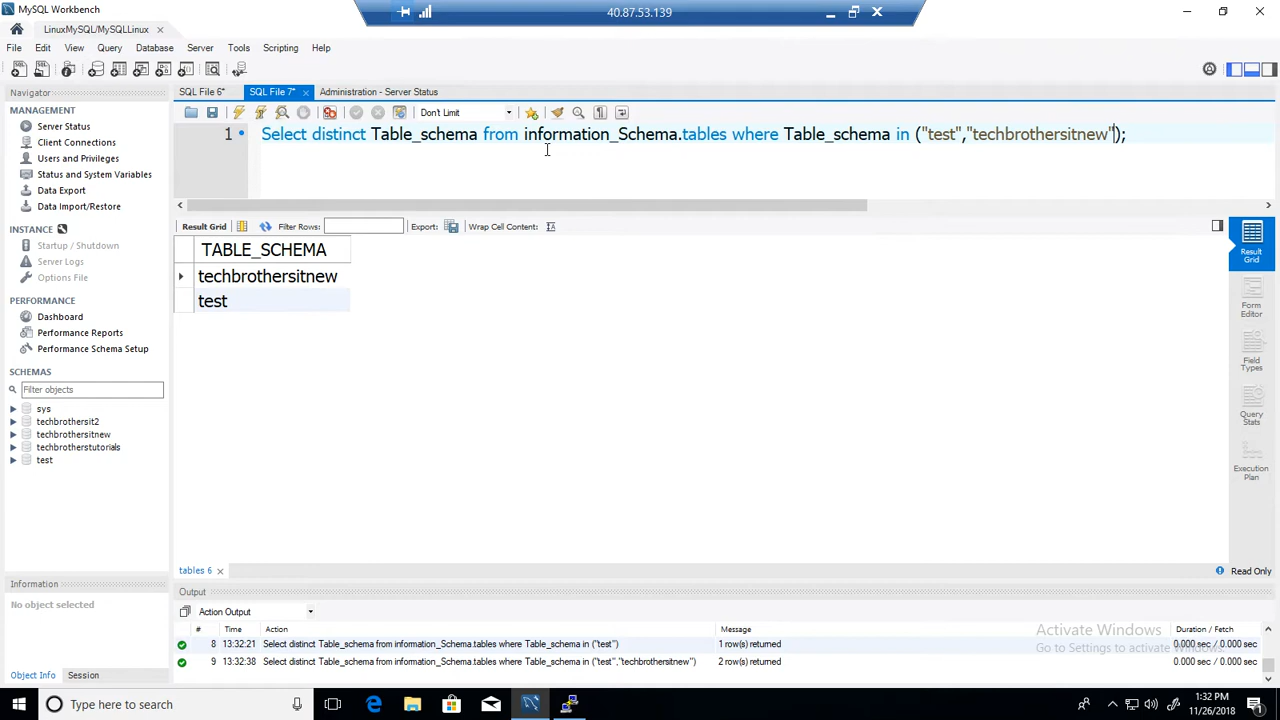 MySQL Workbench
40.87.53.139
LinuxMySQL/MySQLLinux
File Edit View Query Database Server Tools Scripting Help
Navigator
SQL File 6*
SQL File 7*
Administration - Server Status
MANAGEMENT
Server Status
Client Connections
Users and Privileges
Status and System Variables
Data Export
Data Import/Restore
INSTANCE
Startup / Shutdown
Server Logs
Options File
PERFORMANCE
Dashboard
Performance Reports
Performance Schema Setup
SCHEMAS
Filter objects
sys
techbrothersit2
techbrothersitnew
techbrotherstutorials
test
Information
No object selected
Object Info Session
Don't Limit
1 Select distinct Table_schema from information_Schema.tables where Table_schema in ("test","techbrothersitnew");
Result Grid Filter Rows: Export: Wrap Cell Content:
TABLE_SCHEMA
techbrothersitnew
test
Result Grid
Form Editor
Field Types
Query Stats
Execution Plan
tables 6
Read Only
Output
Action Output
# Time Action Message Duration / Fetch
8 13:32:21 Select distinct Table_schema from information_Schema.tables where Table_schema in ("test") 1 row(s) returned 0.000 sec / 0.000 sec
9 13:32:38 Select distinct Table_schema from information_Schema.tables where Table_schema in ("test","techbrothersitnew") 2 row(s) returned 0.000 sec / 0.000 sec
Activate Windows
Go to Settings to activate Windows.
Type here to search
1:32 PM
11/26/2018
1